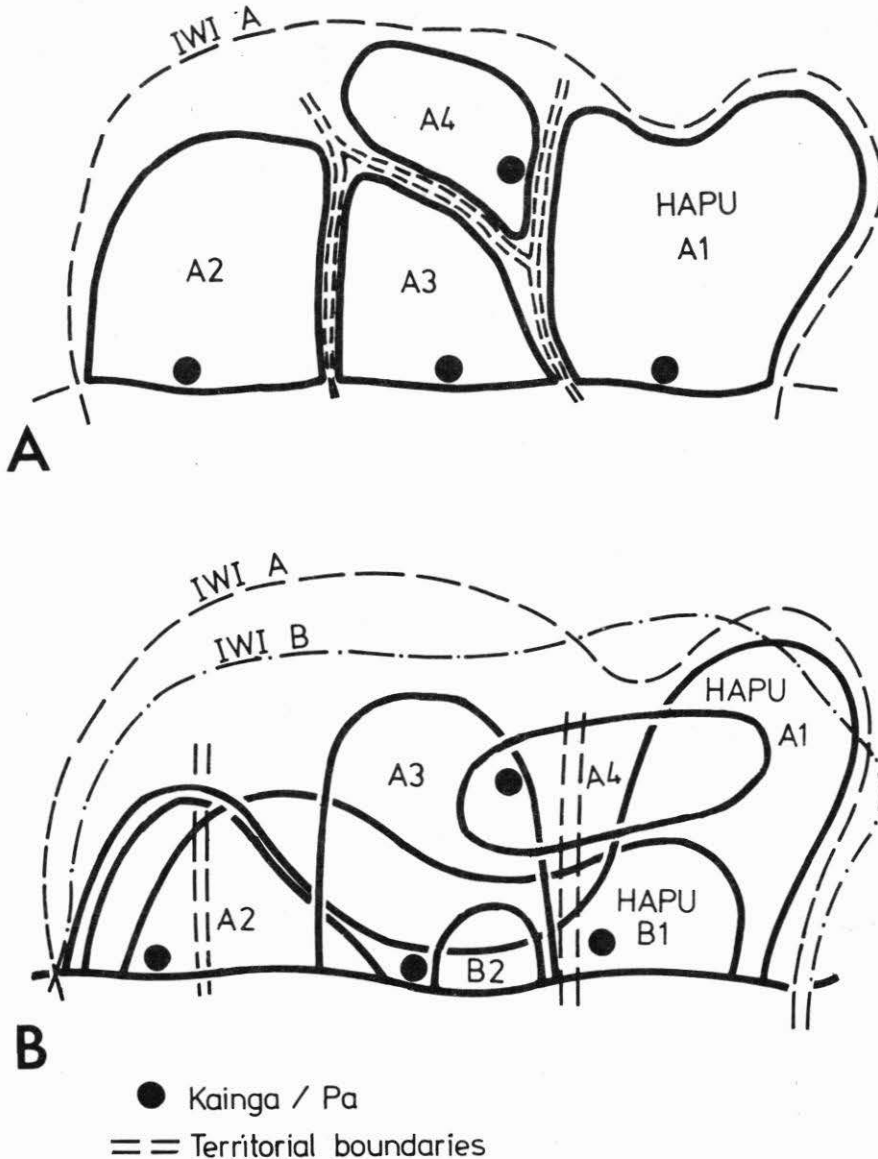 IWI A
A4
HAPU
A1
A2
A3
A
IWI A
IWI B
HAPU
A1
A3
A4
A2
HAPU
B1
B2
B
Kainga / Pa
Territorial boundaries